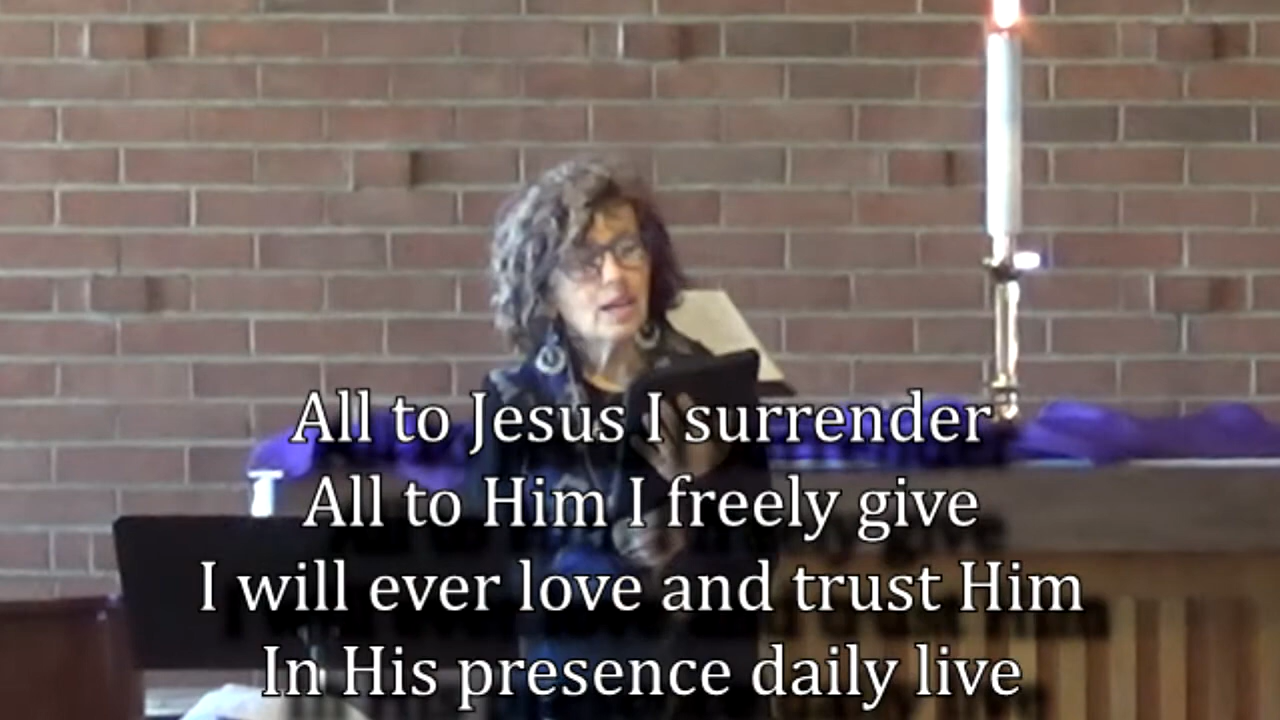 All to Jesus I surrender
All to Him I freely give
I will ever love and trust Him
In His presence daily live